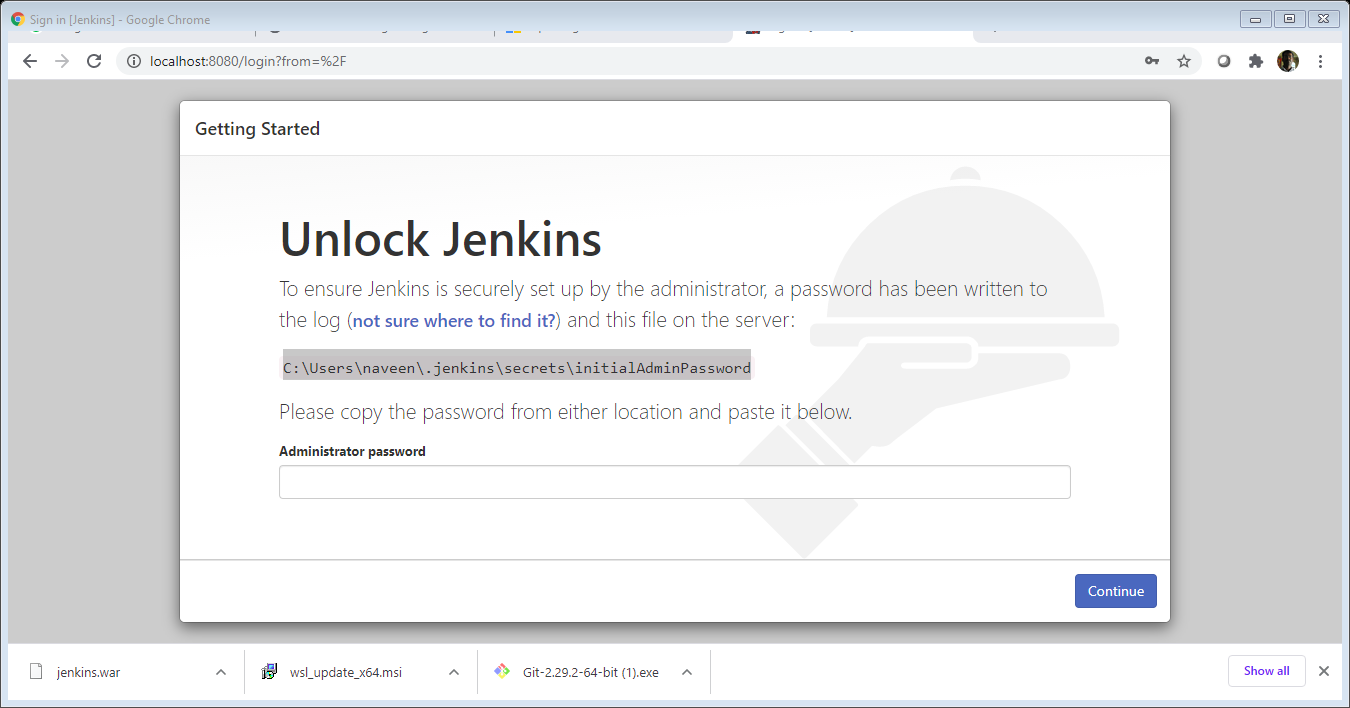 Sign in [Jenkins] - Google Chrome
localhost:8080/login?from=%2F
Getting Started
Unlock Jenkins
To ensure Jenkins is securely set up by the administrator, a password has been written to
the log (not sure where to find it?) and this file on the server:
C:\Users\naveen\.jenkins\secrets\initialAdminPassword
Please copy the password from either location and paste it below.
Administrator password
Continue
jenkins.war
wsl_update_x64.msi
Git-2.29.2-64-bit (1).exe
Show all